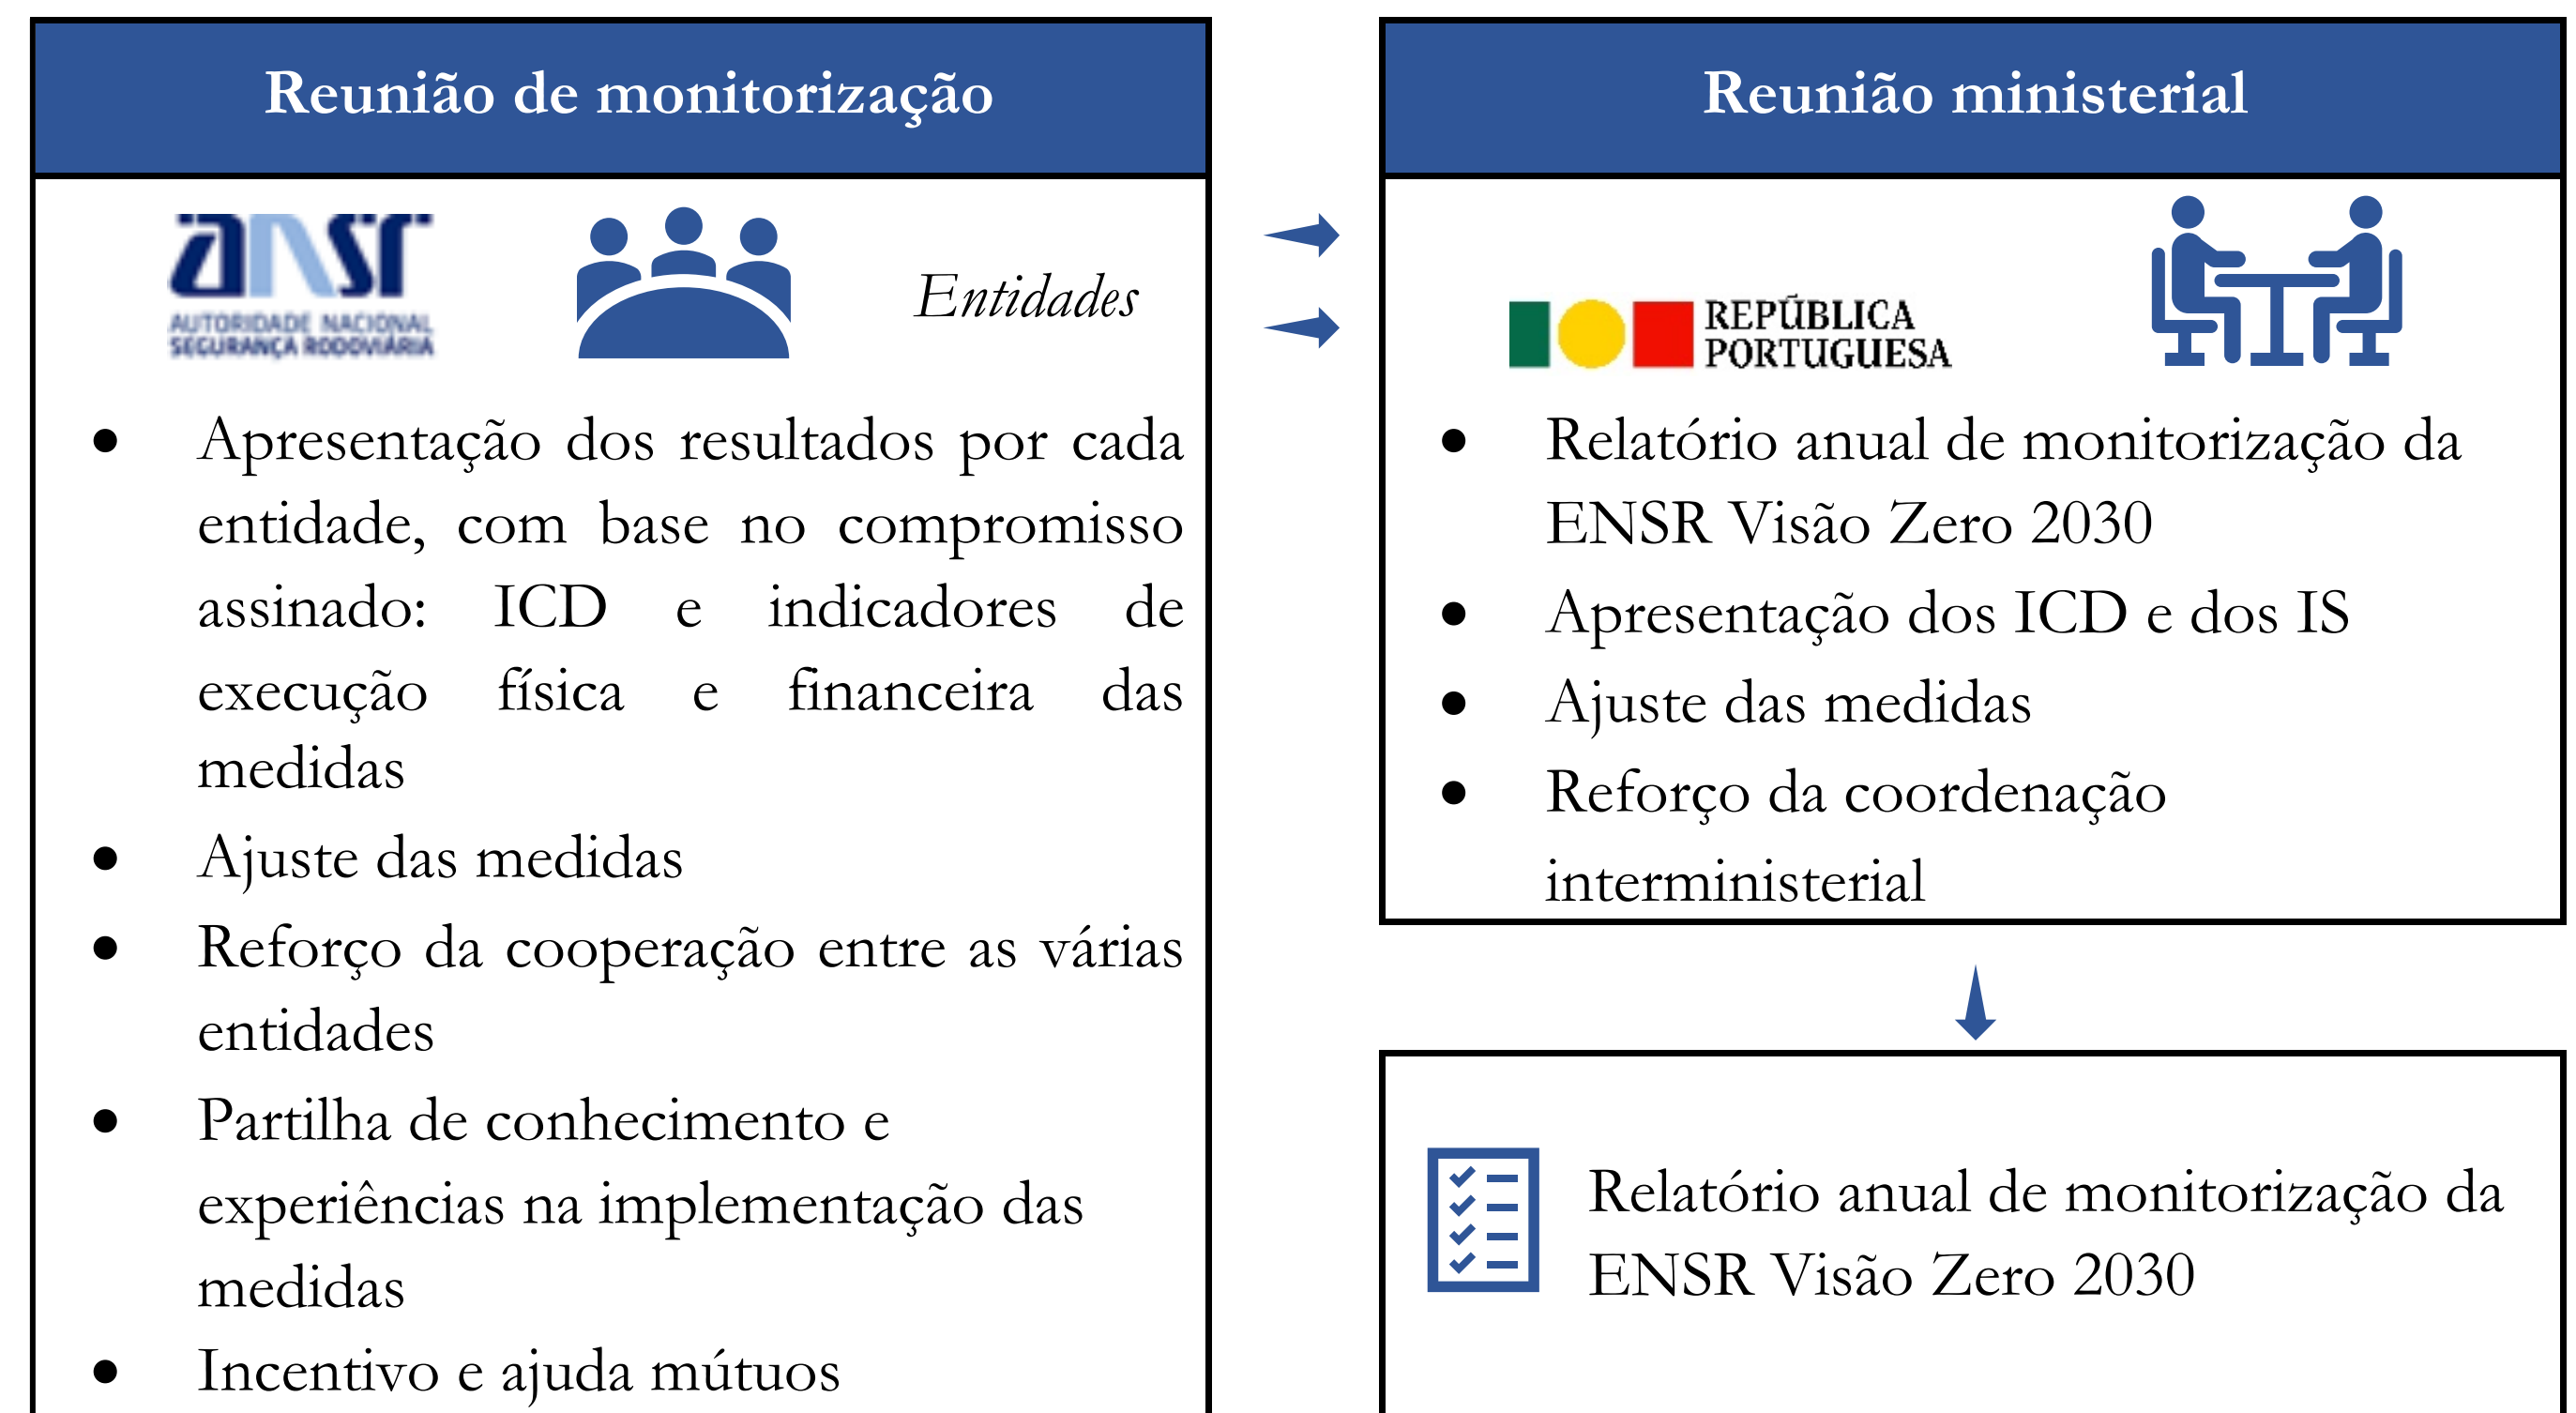 Reunião de monitorização
ansr
AUTORIDADE NACIONAL
SEGURANÇA RODOVIÁRIA
Entidades
• Apresentação dos resultados por cada
entidade, com base no compromisso
assinado: ICD e indicadores de
execução física e financeira das
medidas
• Ajuste das medidas
• Reforço da cooperação entre as várias
entidades
• Partilha de conhecimento e
experiências na implementação das
medidas
• Incentivo e ajuda mútuos
Reunião ministerial
REPÚBLICA
PORTUGUESA
• Relatório anual de monitorização da
ENSR Visão Zero 2030
• Apresentação dos ICD e dos IS
• Ajuste das medidas
• Reforço da coordenação
interministerial
Relatório anual de monitorização da
ENSR Visão Zero 2030